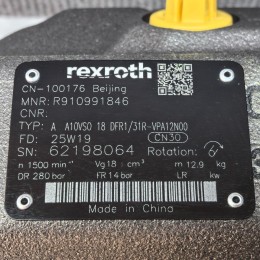 rexroth
CN-100176 Beijing
MNR: R910991846
CNR.
TYP: A A10VSO 18 DFR1/31R-VPA12N00
FD: 25W19 CN30
SN: 62198064 Rotation:
n 1500 min⁻¹ Vg18 : cm³ m 12.9 kg
DR 280 bar FR 14 bar LR kw
Made in China